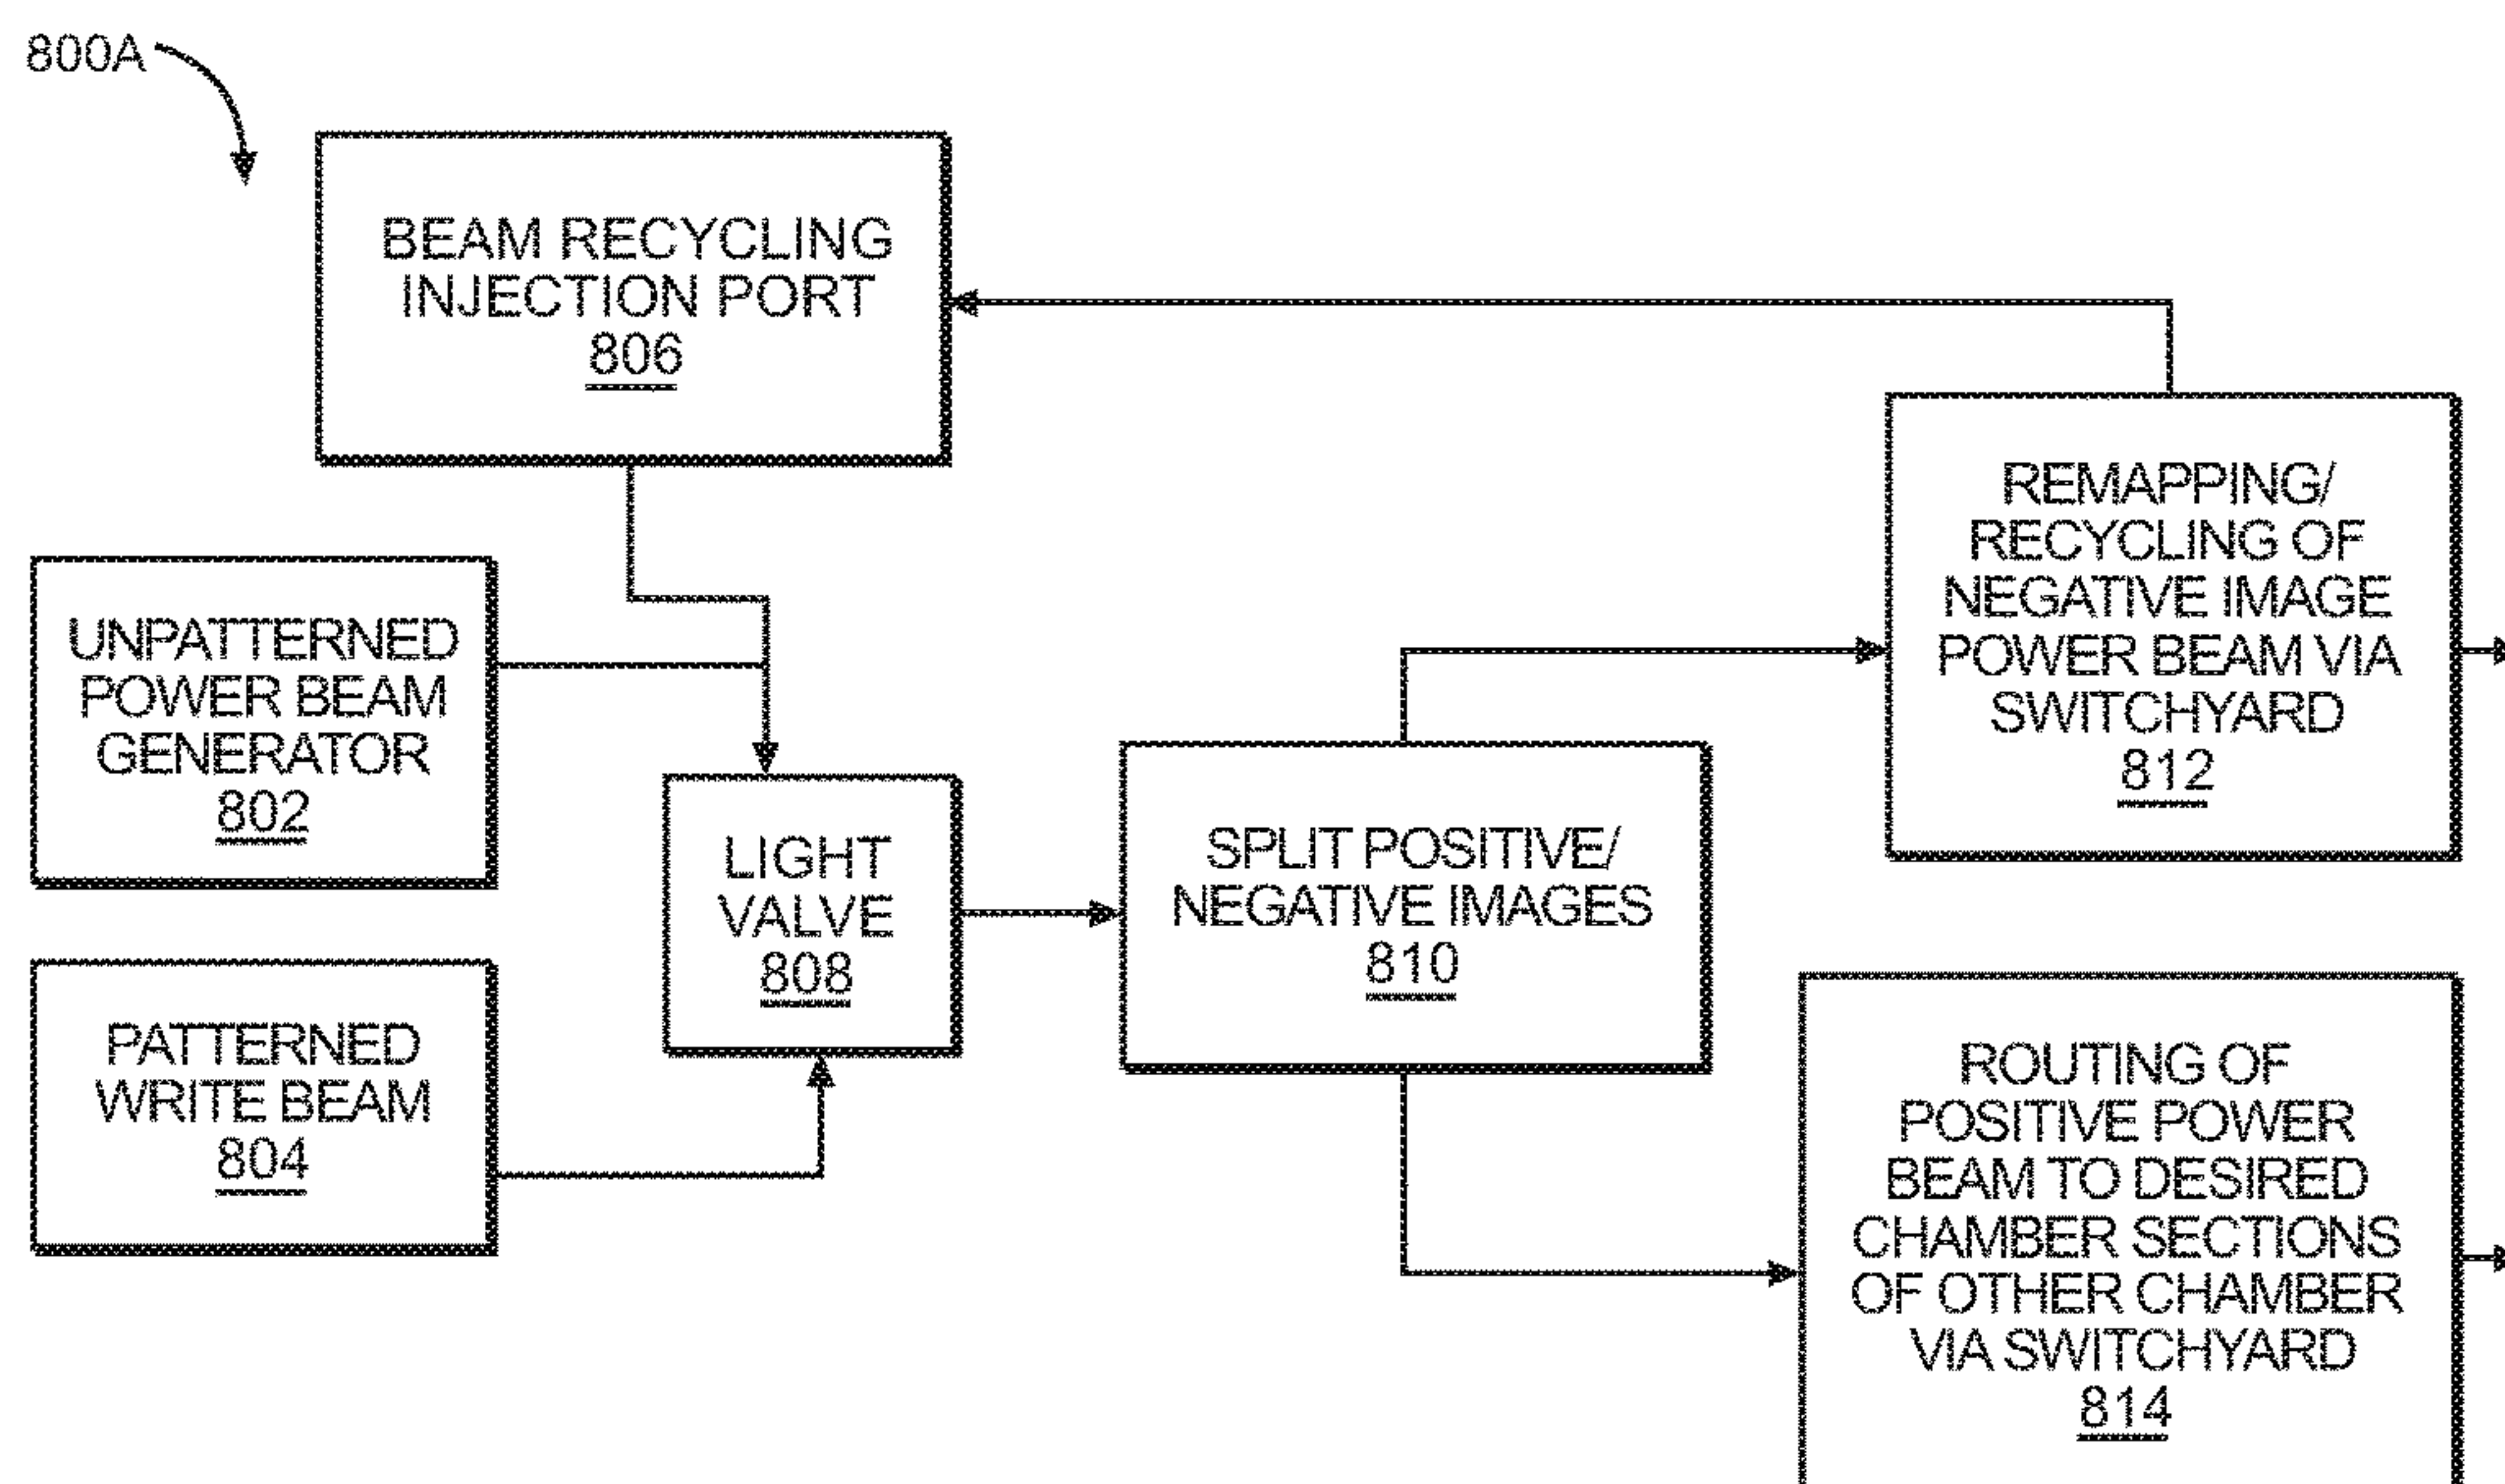 800A
BEAM RECYCLING
INJECTION PORT
806
UNPATTERNED
POWER BEAM
GENERATOR
802
PATTERNED
WRITE BEAM
804
LIGHT
VALVE
808
SPLIT POSITIVE/
NEGATIVE IMAGES
810
REMAPPING/
RECYCLING OF
NEGATIVE IMAGE
POWER BEAM VIA
SWITCHYARD
812
ROUTING OF
POSITIVE POWER
BEAM TO DESIRED
CHAMBER SECTIONS
OF OTHER CHAMBER
VIA SWITCHYARD
814